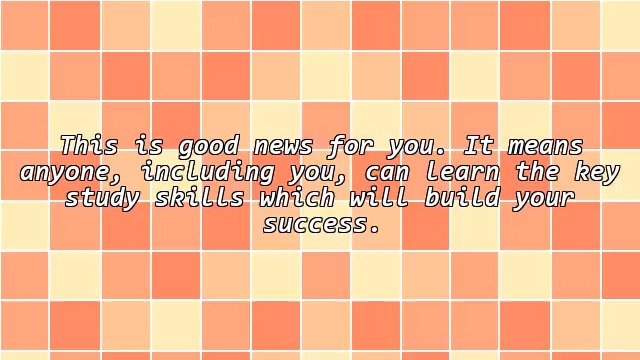 This is good news for you. It means
anyone, including you, can learn the key
study skills which will build your
success.